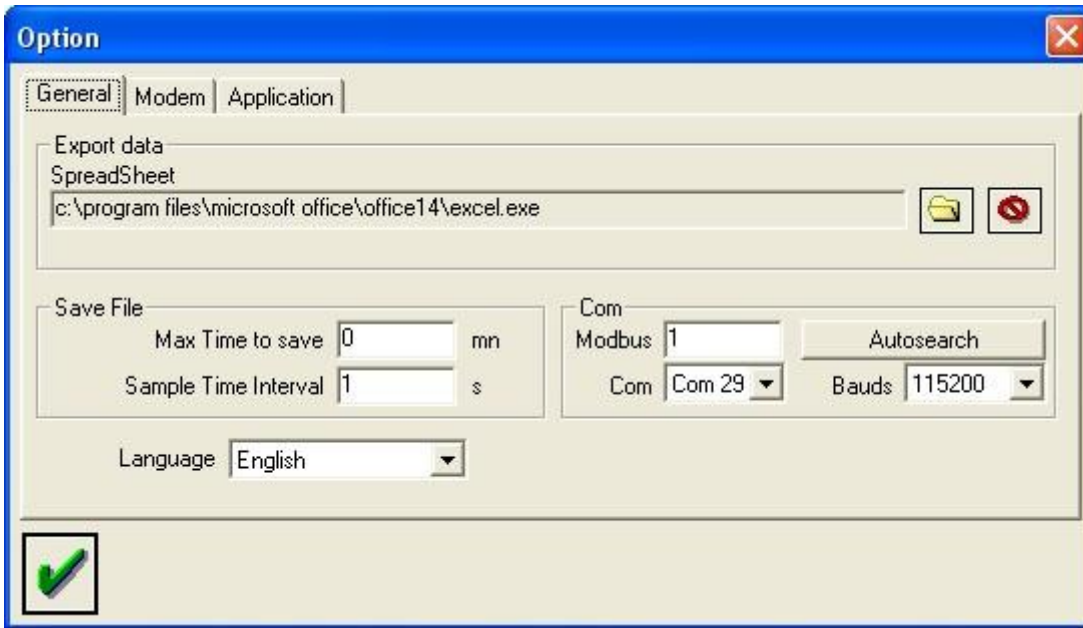 Option
General Modem Application
Export data
SpreadSheet
c:\program files\microsoft office\office14\excel.exe
Save File
Max Time to save 0 mn
Sample Time Interval 1 s
Com
Modbus 1 Autosearch
Com Com 29 Bauds 115200
Language English